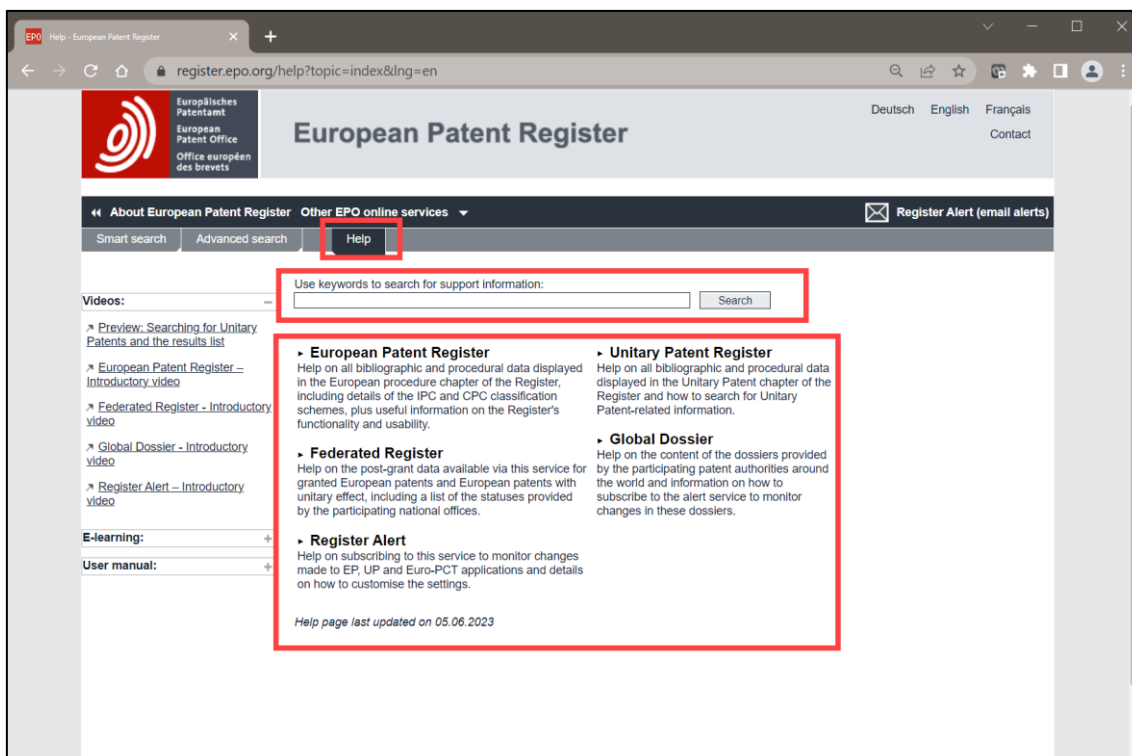 EPO Help - European Patent Register
register.epo.org/help?topic=index&lng=en
Europäisches
Patentamt
European
Patent Office
Office européen
des brevets
European Patent Register
Deutsch English Français
Contact
About European Patent Register Other EPO online services
Register Alert (email alerts)
Smart search Advanced search Help
Videos:
Preview: Searching for Unitary
Patents and the results list
European Patent Register –
Introductory video
Federated Register - Introductory
video
Global Dossier - Introductory
video
Register Alert – Introductory
video
E-learning:
User manual:
Use keywords to search for support information:
Search
European Patent Register
Help on all bibliographic and procedural data displayed
in the European procedure chapter of the Register,
including details of the IPC and CPC classification
schemes, plus useful information on the Register's
functionality and usability.
Federated Register
Help on the post-grant data available via this service for
granted European patents and European patents with
unitary effect, including a list of the statuses provided
by the participating national offices.
Register Alert
Help on subscribing to this service to monitor changes
made to EP, UP and Euro-PCT applications and details
on how to customise the settings.
Unitary Patent Register
Help on all bibliographic and procedural data
displayed in the Unitary Patent chapter of the
Register and how to search for Unitary
Patent-related information.
Global Dossier
Help on the content of the dossiers provided
by the participating patent authorities around
the world and information on how to
subscribe to the alert service to monitor
changes in these dossiers.
Help page last updated on 05.06.2023